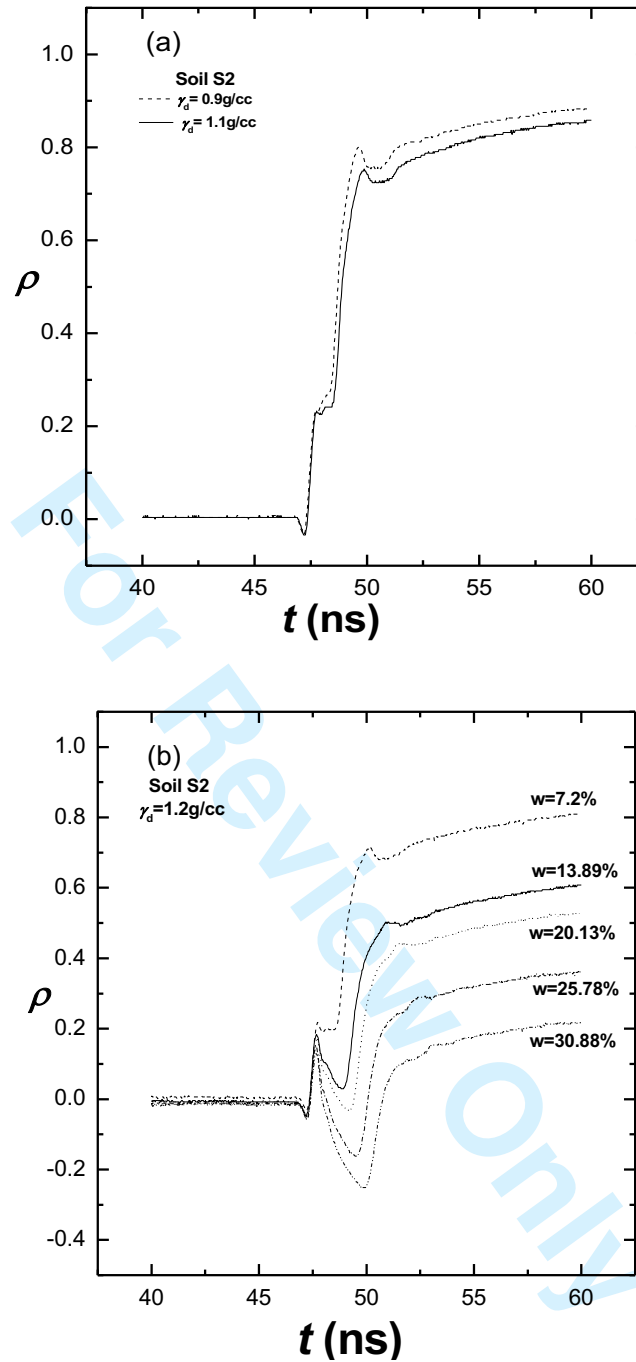 (a)
Soil S2
γd= 0.9g/cc
γd= 1.1g/cc
1.0
0.8
0.6
0.4
0.2
0.0
ρ
40 45 50 55 60
t (ns)
(b)
Soil S2
γd=1.2g/cc
1.0
0.8
0.6
0.4
0.2
0.0
-0.2
-0.4
ρ
w=7.2%
w=13.89%
w=20.13%
w=25.78%
w=30.88%
40 45 50 55 60
t (ns)
For Review Only